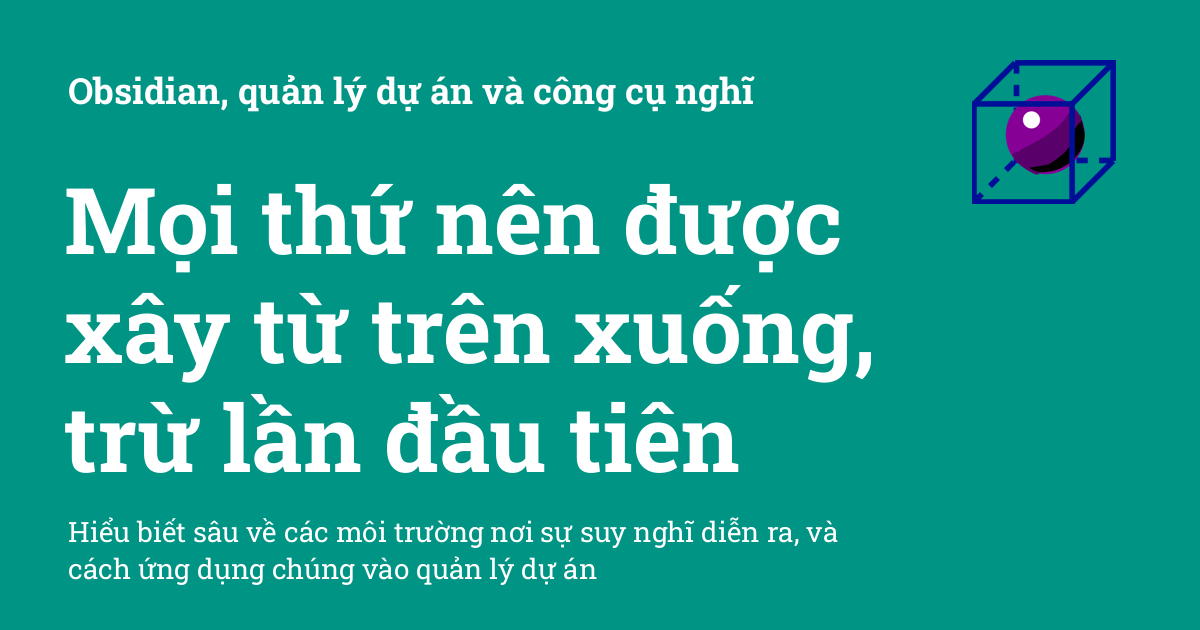 Obsidian, quản lý dự án và công cụ nghĩ
Mọi thứ nên được
xây từ trên xuống,
trừ lần đầu tiên
Hiểu biết sâu về các môi trường nơi sự suy nghĩ diễn ra, và
cách ứng dụng chúng vào quản lý dự án